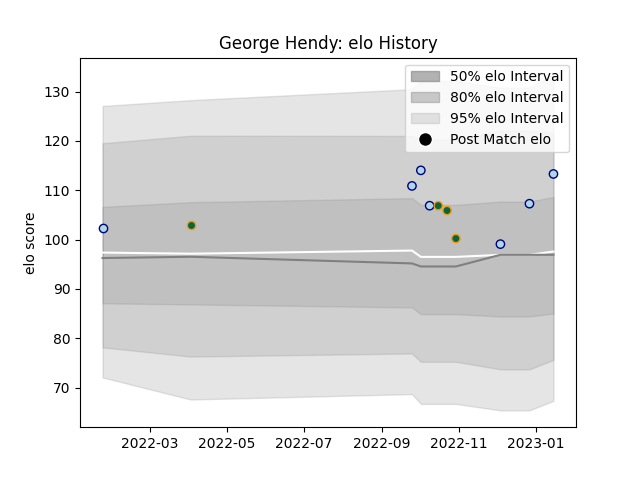 George Hendy: elo History
50% elo Interval
80% elo Interval
95% elo Interval
Post Match elo
elo score
130
120
110
100
90
80
70
2022-03
2022-05
2022-07
2022-09
2022-11
2023-01